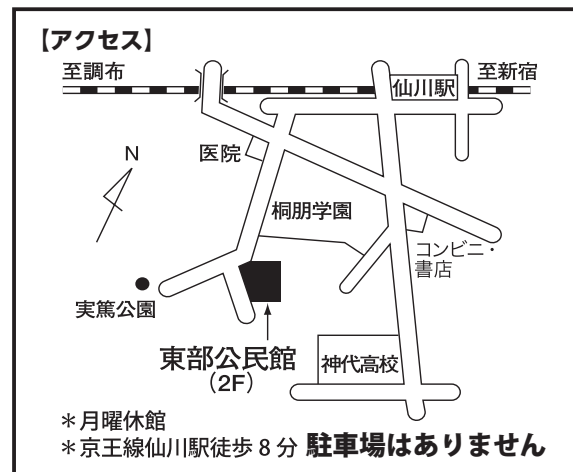 【アクセス】
至調布
仙川駅
至新宿
N
医院
桐朋学園
コンビニ・
書店
実篤公園
東部公民館
（2F）
神代高校
＊月曜休館
＊京王線仙川駅徒歩8分 駐車場はありません